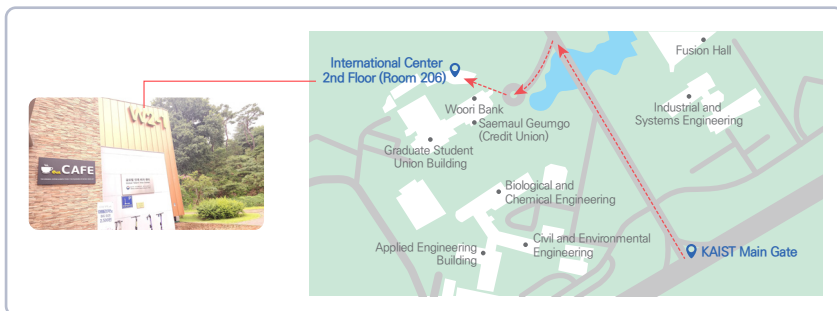 International Center
2nd Floor (Room 206)
Fusion Hall
Woori Bank
Saemaul Geumgo
(Credit Union)
Industrial and
Systems Engineering
Graduate Student
Union Building
W2-1
CAFE
Biological and
Chemical Engineering
Applied Engineering
Building
Civil and Environmental
Engineering
KAIST Main Gate